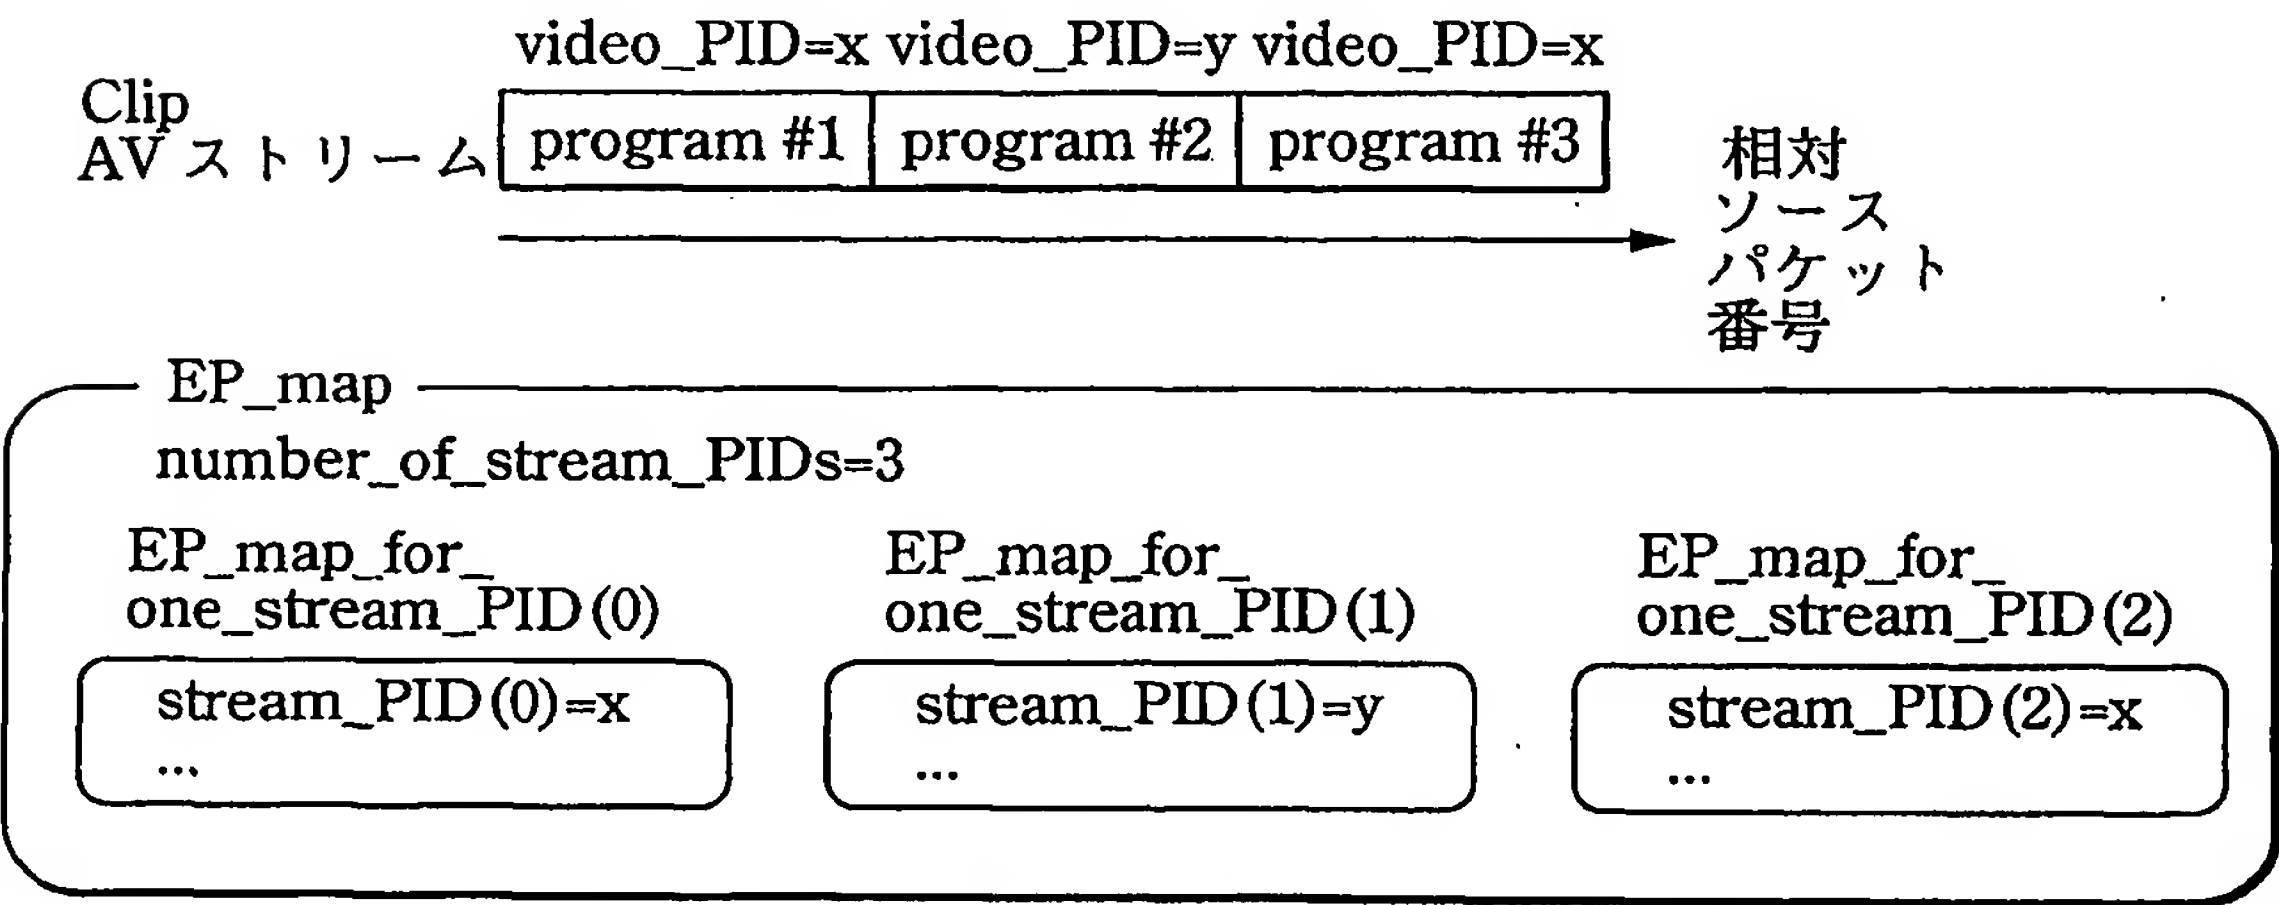 video_PID=x video_PID=y video_PID=x
Clip
AVストリーム
program #1 program #2 program #3
相対
ソース
パケット
番号
EP_map
number_of_stream_PIDs=3
EP_map_for_
one_stream_PID(0)
stream_PID(0)=x
...
EP_map_for_
one_stream_PID(1)
stream_PID(1)=y
...
EP_map_for_
one_stream_PID(2)
stream_PID(2)=x
...